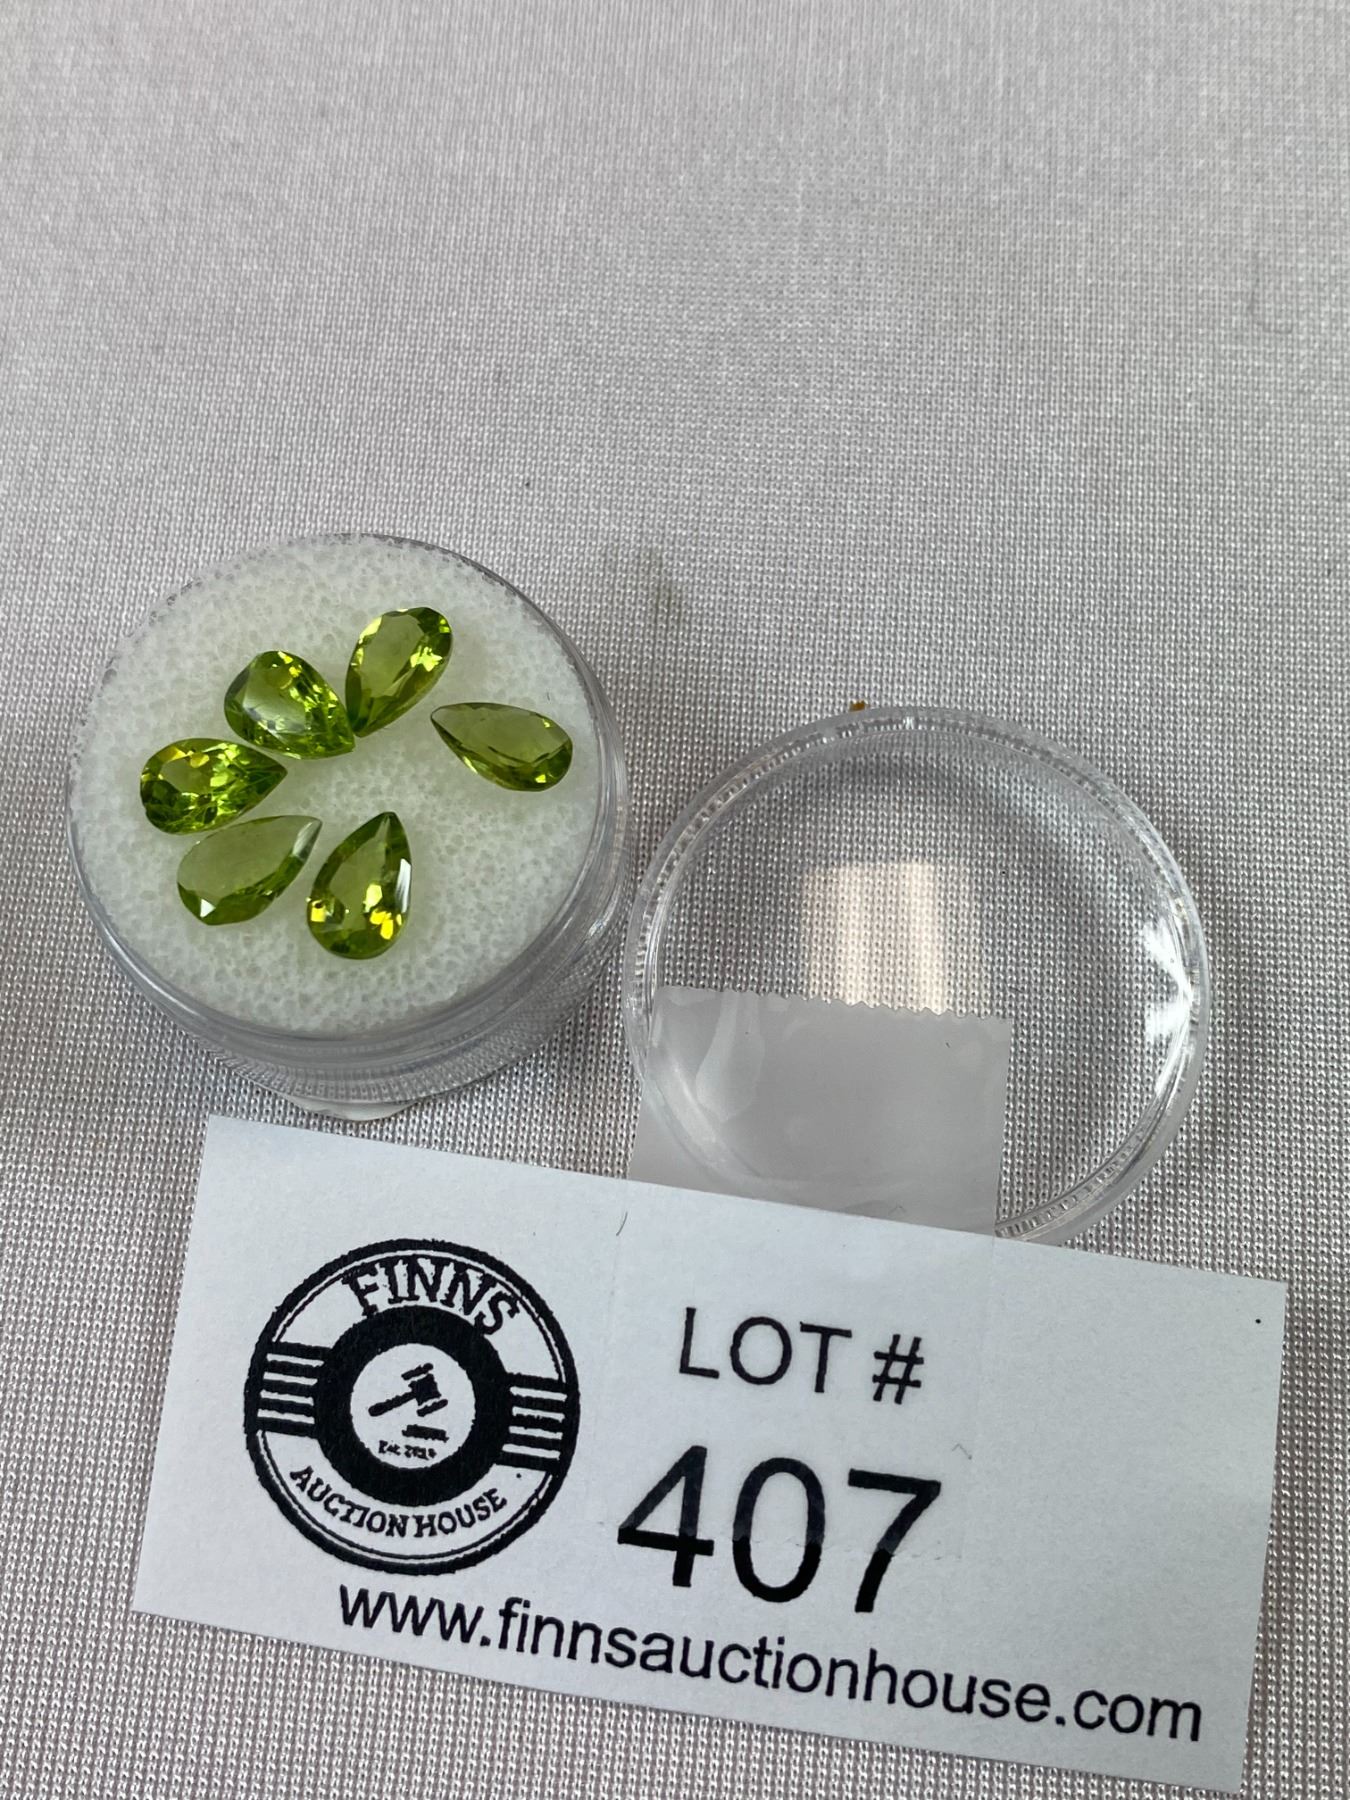 FINNS
Est. 2019
AUCTION HOUSE
LOT #
407
www.finnsauctionhouse.com